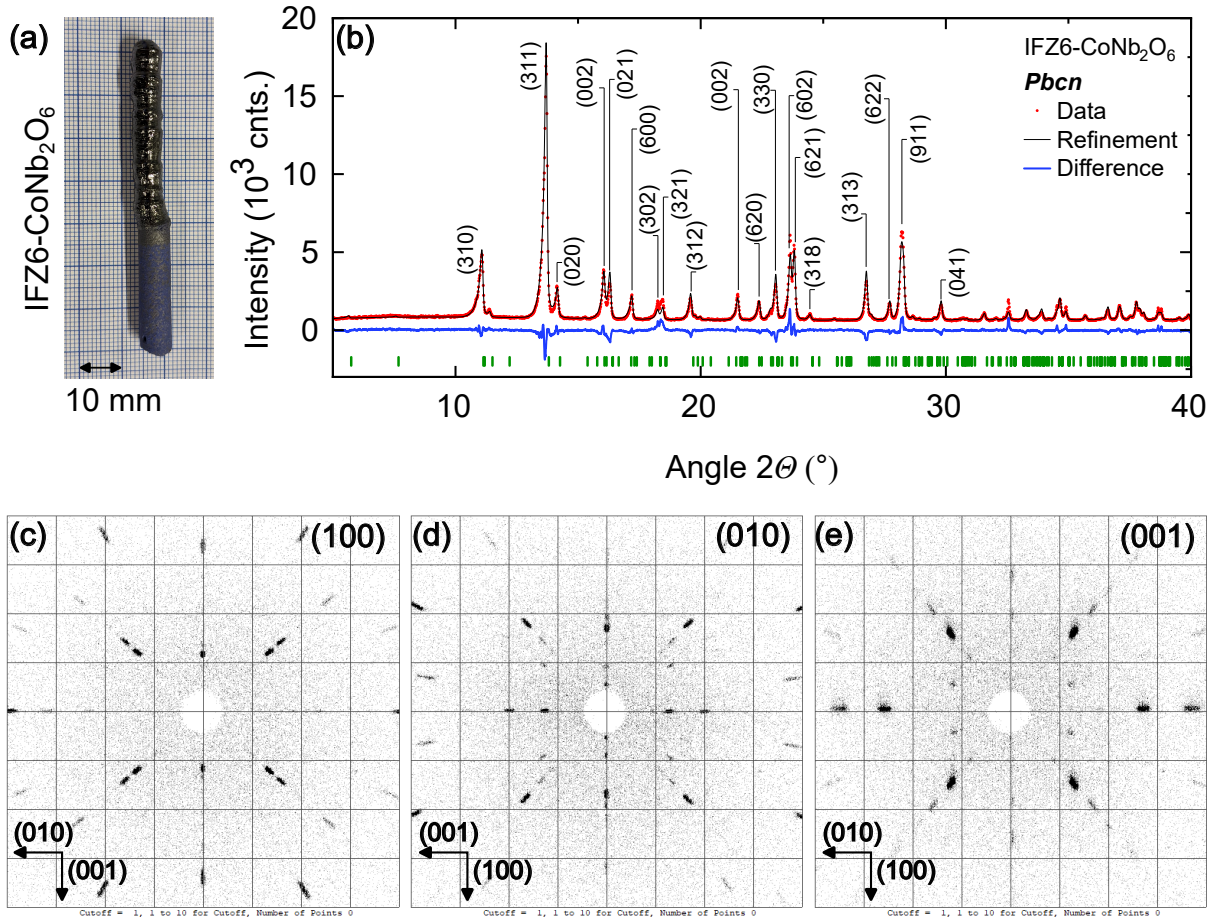 (a)
IFZ6-CoNb₂O₆
10 mm
(b)
Intensity (10³ cnts.)
20
15
10
5
0
10
20
30
40
Angle 2Θ (°)
IFZ6-CoNb₂O₆
Pbcn
Data
Refinement
Difference
(310)
(311)
(020)
(002)
(021)
(600)
(302)
(321)
(312)
(002)
(620)
(330)
(602)
(621)
(318)
(313)
(622)
(911)
(041)
(c)
(100)
(010)
(001)
Cutoff = 1, 1 to 10 for Cutoff, Number of Points 0
(d)
(010)
(001)
(100)
Cutoff = 1, 1 to 10 for Cutoff, Number of Points 0
(e)
(001)
(010)
(100)
Cutoff = 1, 1 to 10 for Cutoff, Number of Points 0